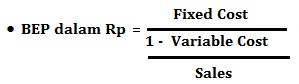 Fixed Cost
• BEP dalam Rp =
1 - Variable Cost
Sales